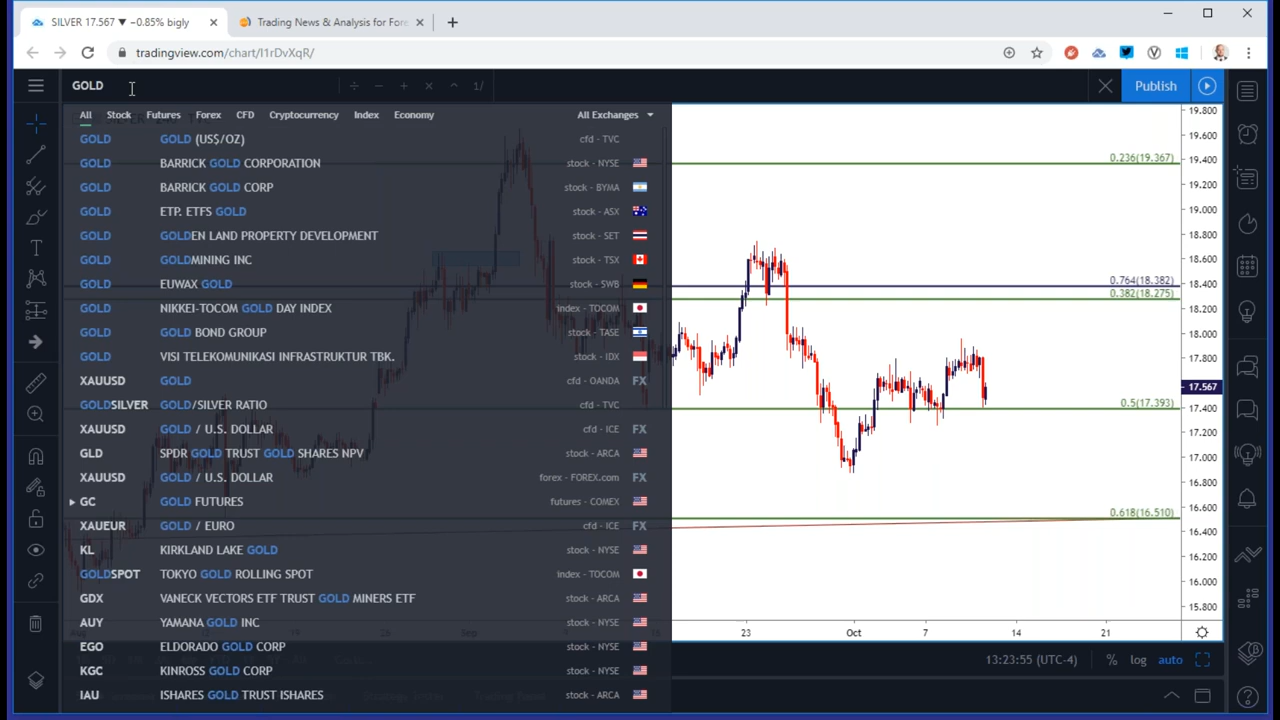 SILVER 17.567 ▼ −0.85% bigly
Trading News & Analysis for Fore
tradingview.com/chart/I1rDvXqR/
GOLD 1/
Publish
All Stock Futures Forex CFD Cryptocurrency Index Economy All Exchanges
GOLD GOLD (US$/OZ) cfd - TVC
GOLD BARRICK GOLD CORPORATION stock - NYSE
GOLD BARRICK GOLD CORP stock - BYMA
GOLD ETP. ETFS GOLD stock - ASX
GOLD GOLDEN LAND PROPERTY DEVELOPMENT stock - SET
GOLD GOLDMINING INC stock - TSX
GOLD EUWAX GOLD stock - SWB
GOLD NIKKEI-TOCOM GOLD DAY INDEX index - TOCOM
GOLD GOLD BOND GROUP stock - TASE
GOLD VISI TELEKOMUNIKASI INFRASTRUKTUR TBK. stock - IDX
XAUUSD GOLD cfd - OANDA FX
GOLDSILVER GOLD/SILVER RATIO cfd - TVC
XAUUSD GOLD / U.S. DOLLAR cfd - ICE FX
GLD SPDR GOLD TRUST GOLD SHARES NPV stock - ARCA
XAUUSD GOLD / U.S. DOLLAR forex - FOREX.com FX
GC GOLD FUTURES futures - COMEX
XAUEUR GOLD / EURO cfd - ICE FX
KL KIRKLAND LAKE GOLD stock - NYSE
GOLDSPOT TOKYO GOLD ROLLING SPOT index - TOCOM
GDX VANECK VECTORS ETF TRUST GOLD MINERS ETF stock - ARCA
AUY YAMANA GOLD INC stock - NYSE
EGO ELDORADO GOLD CORP stock - NYSE
KGC KINROSS GOLD CORP stock - NYSE
IAU ISHARES GOLD TRUST ISHARES stock - ARCA
0.236(19.367)
0.764(18.382)
0.382(18.275)
0.5(17.393)
0.618(16.510)
19.800
19.600
19.400
19.200
19.000
18.800
18.600
18.400
18.200
18.000
17.800
17.567
17.400
17.200
17.000
16.800
16.600
16.400
16.200
16.000
15.800
23 Oct 7 14 21
13:23:55 (UTC-4) % log auto